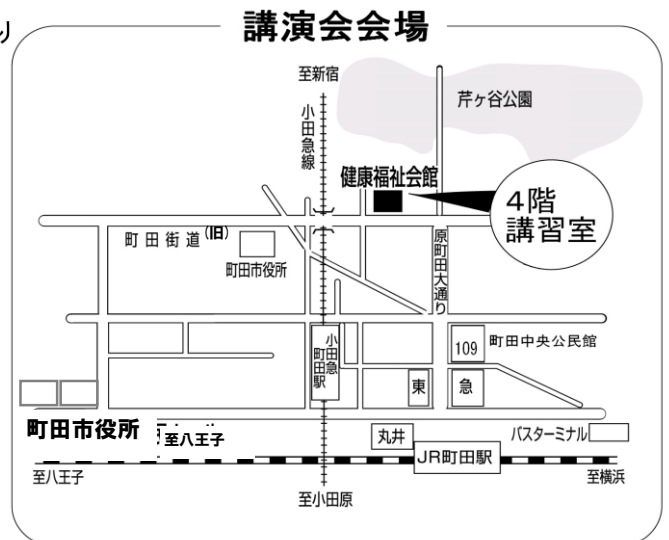 り
講演会会場
至新宿
芹ヶ谷公園
小田急線
健康福祉会館
4階
講習室
町田街道
(旧)
町田市役所
原町田大通り
小田急
町田駅
109
町田中央公民館
東
急
町田市役所
至八王子
丸井
バスターミナル
JR町田駅
至八王子
至横浜
至小田原